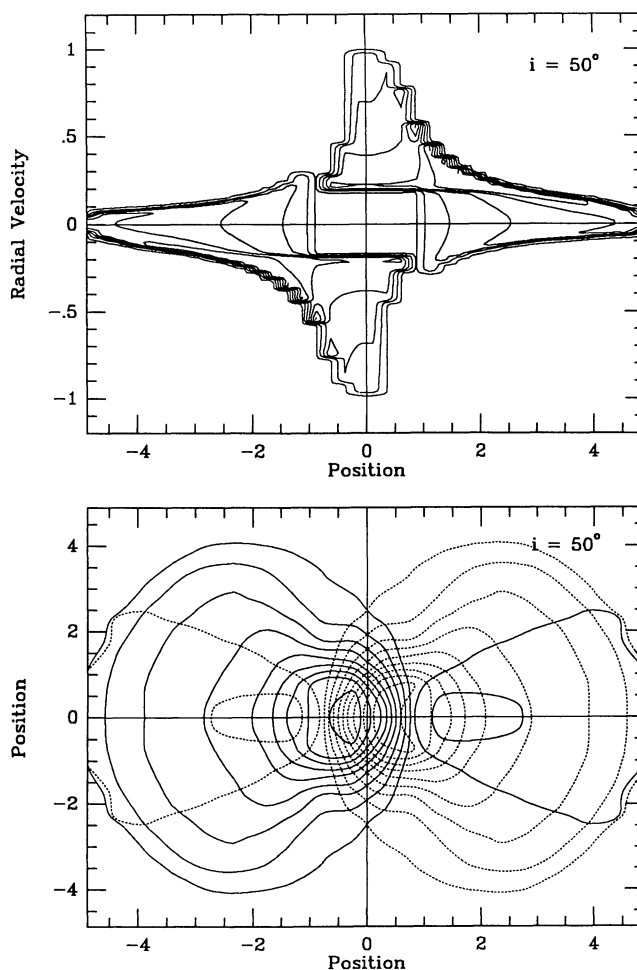 1
i = 50°
.5
Radial Velocity
0
-.5
-1
-4 -2 0 2 4
Position
4
i = 50°
2
Position
0
-2
-4
-4 -2 0 2 4
Position